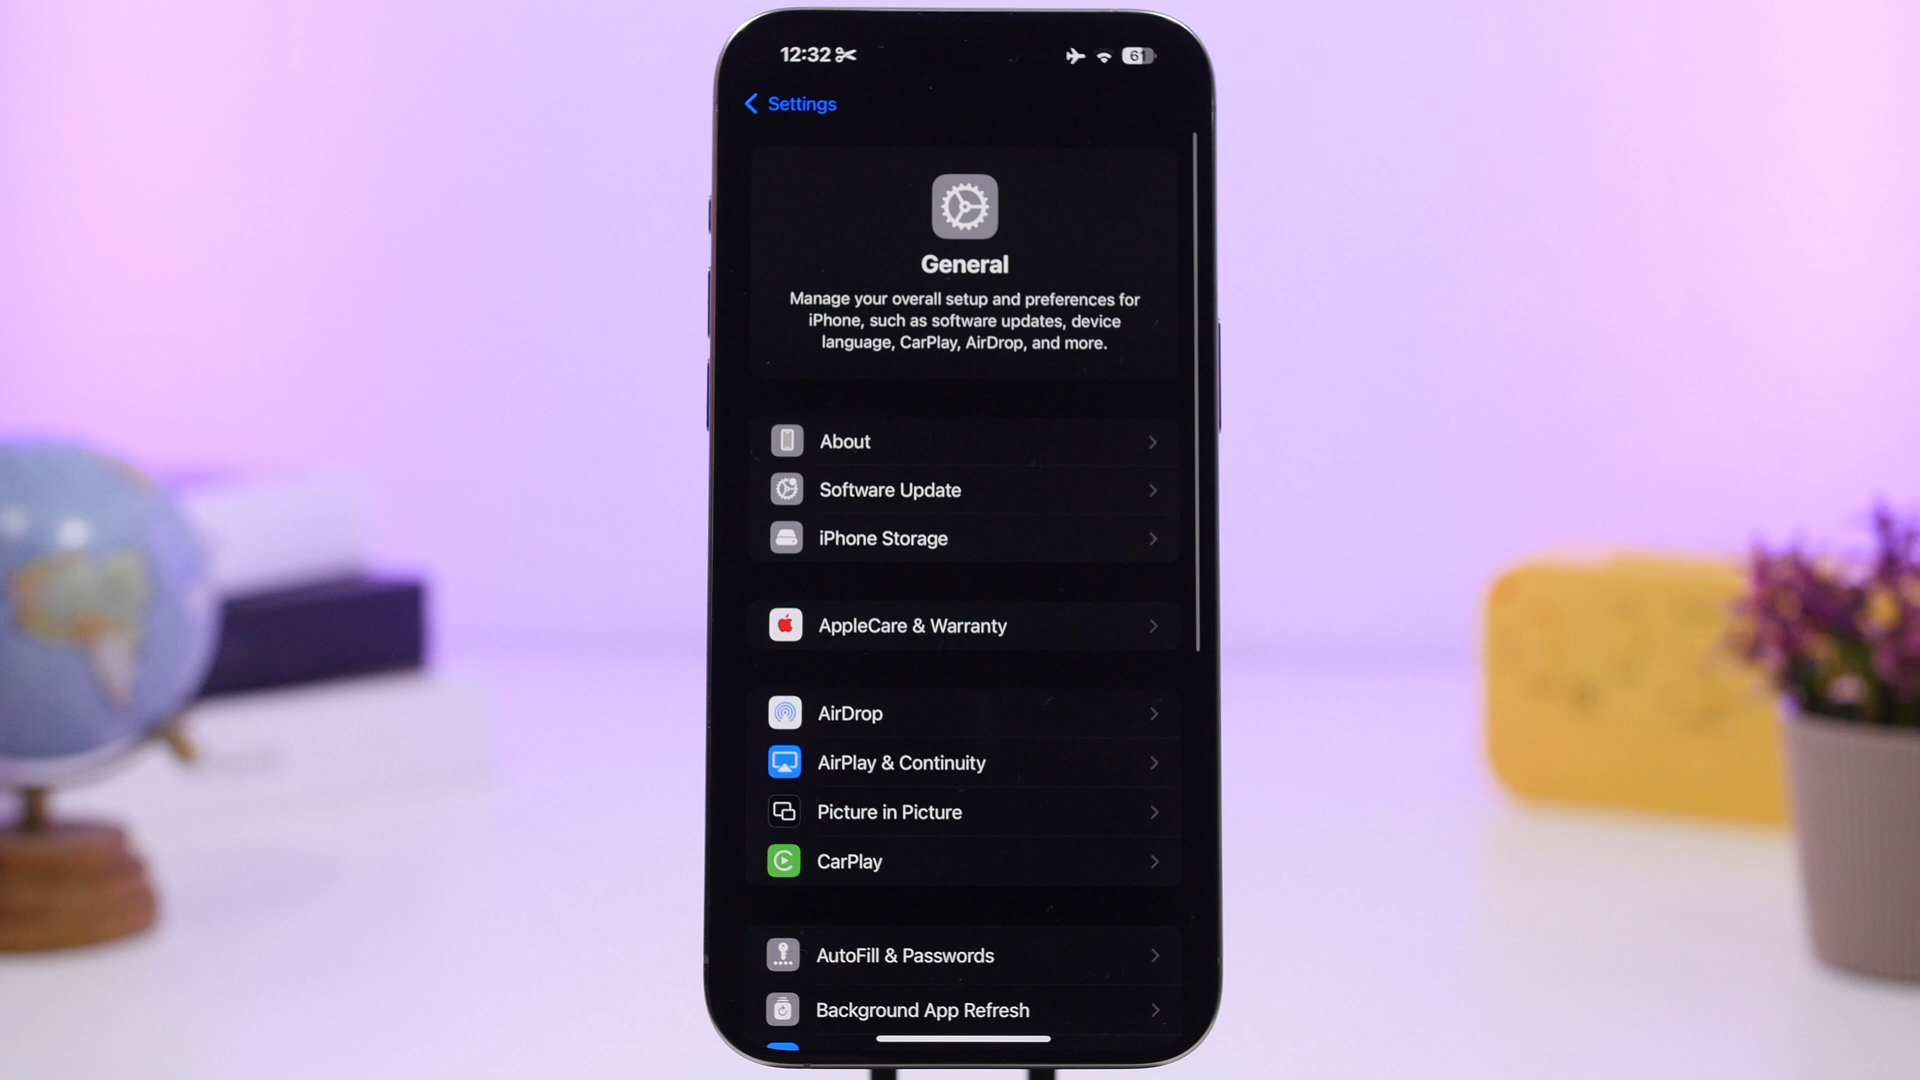 12:32
61
Settings
General
Manage your overall setup and preferences for
iPhone, such as software updates, device
language, CarPlay, AirDrop, and more.
About
Software Update
iPhone Storage
AppleCare & Warranty
AirDrop
AirPlay & Continuity
Picture in Picture
CarPlay
AutoFill & Passwords
Background App Refresh